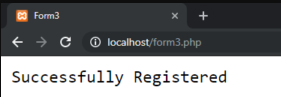 Form3
localhost/form3.php
Successfully Registered